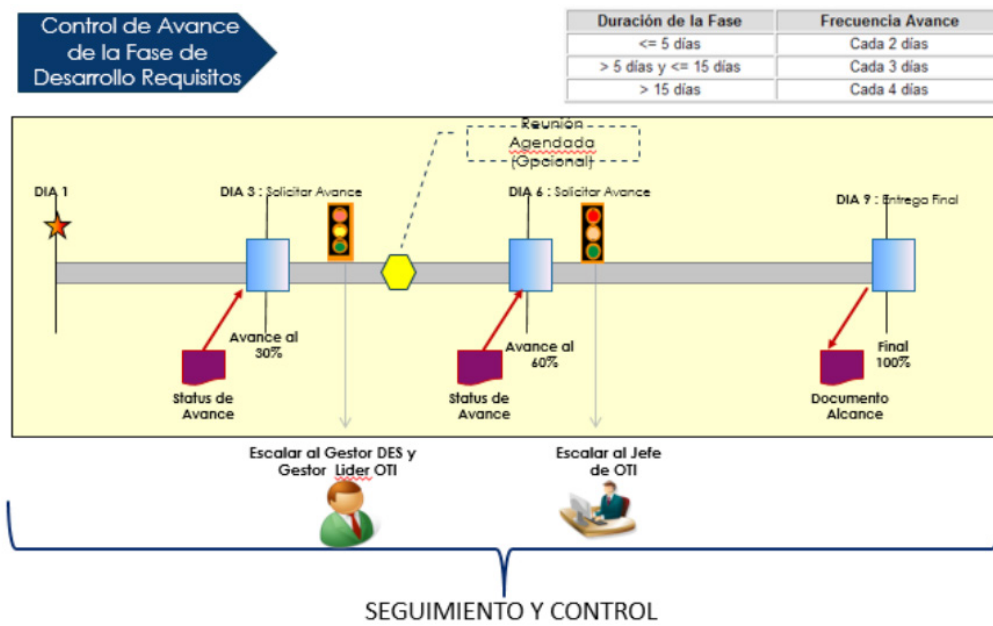 Control de Avance
de la Fase de
Desarrollo Requisitos
Duración de la Fase Frecuencia Avance
<= 5 días Cada 2 días
> 5 días y <= 15 días Cada 3 días
> 15 días Cada 4 días
Reunión
Agendada
(Opcional)
DIA 1
DIA 3 : Solicitar Avance
DIA 6 : Solicitar Avance
DIA 9 : Entrega Final
Avance al
30%
Avance al
60%
Final
100%
Status de
Avance
Status de
Avance
Documento
Alcance
Escalar al Gestor DES y
Gestor Lider OTI
Escalar al Jefe
de OTI
SEGUIMIENTO Y CONTROL